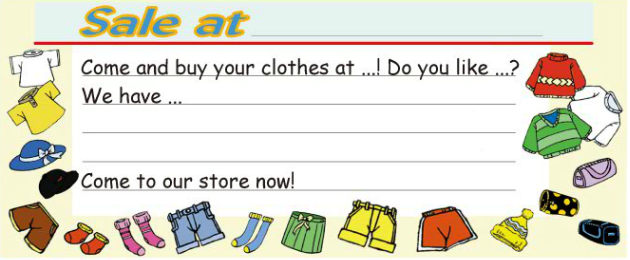 Sale at
Come and buy your clothes at ...! Do you like ...?
We have ...
Come to our store now!